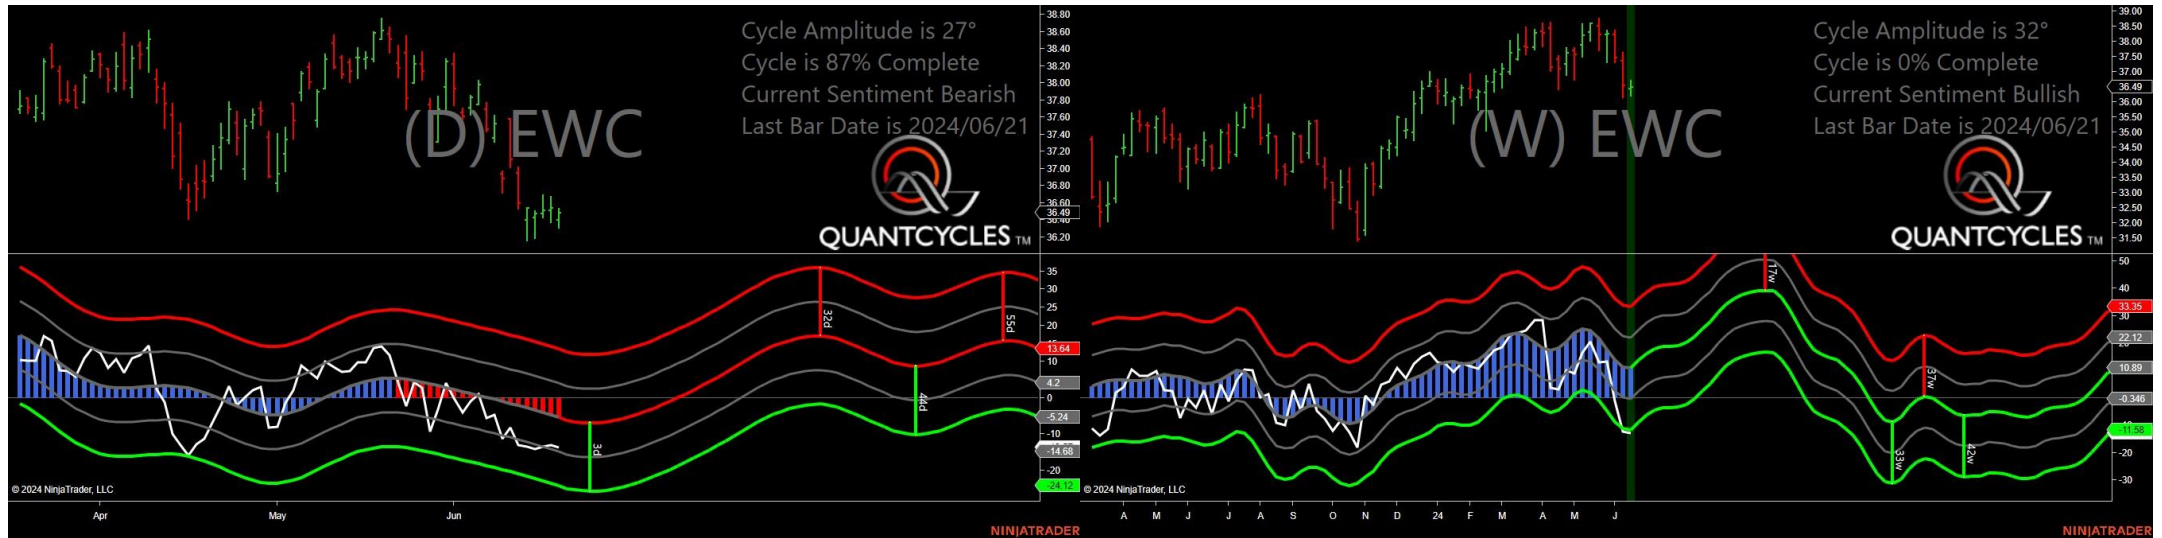 Cycle Amplitude is 27°
Cycle is 87% Complete
Current Sentiment Bearish
Last Bar Date is 2024/06/21
(D) EWC
QUANTCYCLES TM
38.80
38.60
38.40
38.20
38.00
37.80
37.60
37.40
37.20
37.00
36.80
36.60
36.49
36.40
36.20
35
30
25
20
15
13.64
10
4.2
0
-5.24
-10
-14.68
-20
-24.12
3d
32d
44d
55d
© 2024 NinjaTrader, LLC
Apr
May
Jun
NINJATRADER
Cycle Amplitude is 32°
Cycle is 0% Complete
Current Sentiment Bullish
Last Bar Date is 2024/06/21
(W) EWC
QUANTCYCLES TM
39.00
38.50
38.00
37.50
37.00
36.49
36.00
35.50
35.00
34.50
34.00
33.50
33.00
32.50
32.00
31.50
50
40
33.35
30
22.12
20
10.89
-0.346
-11.58
-20
-30
17w
37w
33w
42w
© 2024 NinjaTrader, LLC
A M J J A S O N D 24 F M A M J
NINJATRADER